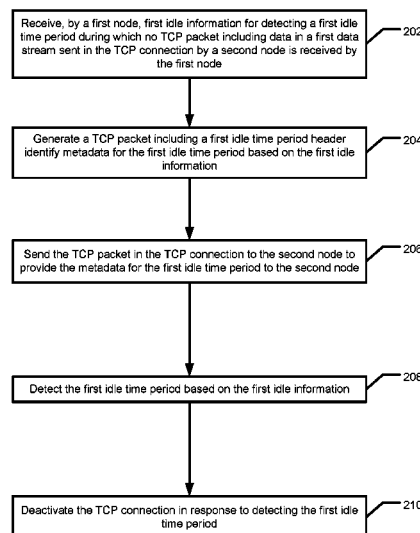 Receive, by a first node, first idle information for detecting a first idle
time period during which no TCP packet including data in a first data
stream sent in the TCP connection by a second node is received by
the first node
202
Generate a TCP packet including a first idle time period header
identify metadata for the first idle time period based on the first idle
information
204
Send the TCP packet in the TCP connection to the second node to
provide the metadata for the first idle time period to the second node
206
Detect the first idle time period based on the first idle information
208
Deactivate the TCP connection in response to detecting the first idle
time period
210